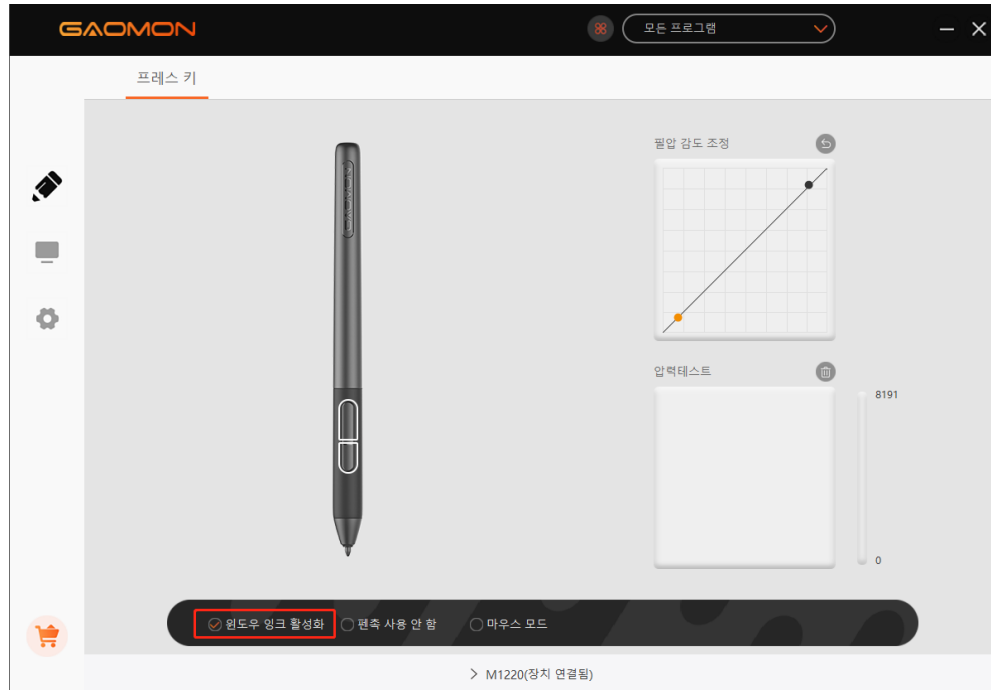 GAOMON
모든 프로그램
프레스 키
필압 감도 조정
GAOMON
압력테스트
8191
0
윈도우 잉크 활성화
펜촉 사용 안 함
마우스 모드
M1220(장치 연결됨)